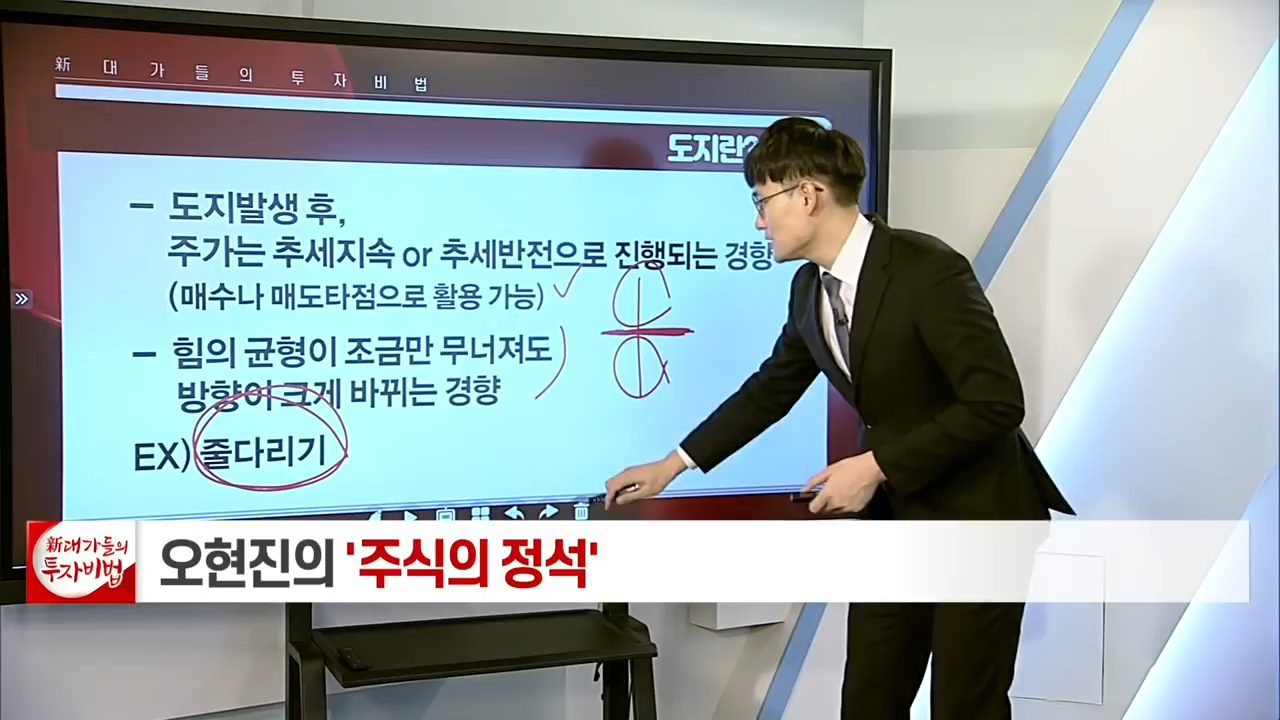 新 대 가 들 의 투 자 비 법
도지란?
- 도지발생 후,
주가는 추세지속 or 추세반전으로 진행되는 경향
(매수나 매도타점으로 활용 가능)
- 힘의 균형이 조금만 무너져도
방향이 크게 바뀌는 경향
EX) 줄다리기
新대가들의
투자비법
오현진의 '주식의 정석'